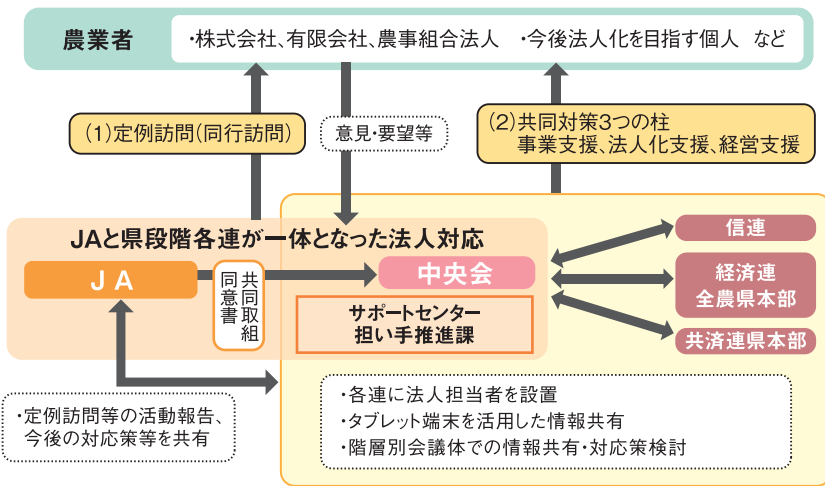 農業者
・株式会社、有限会社、農事組合法人 ・今後法人化を目指す個人 など
(1)定例訪問(同行訪問)
意見・要望等
(2)共同対策3つの柱
事業支援、法人化支援、経営支援
JAと県段階各連が一体となった法人対応
JA
共同取組
同意書
中央会
サポートセンター
担い手推進課
信連
経済連
全農県本部
共済連県本部
・定例訪問等の活動報告、
今後の対応策等を共有
・各連に法人担当者を設置
・タブレット端末を活用した情報共有
・階層別会議体での情報共有・対応策検討